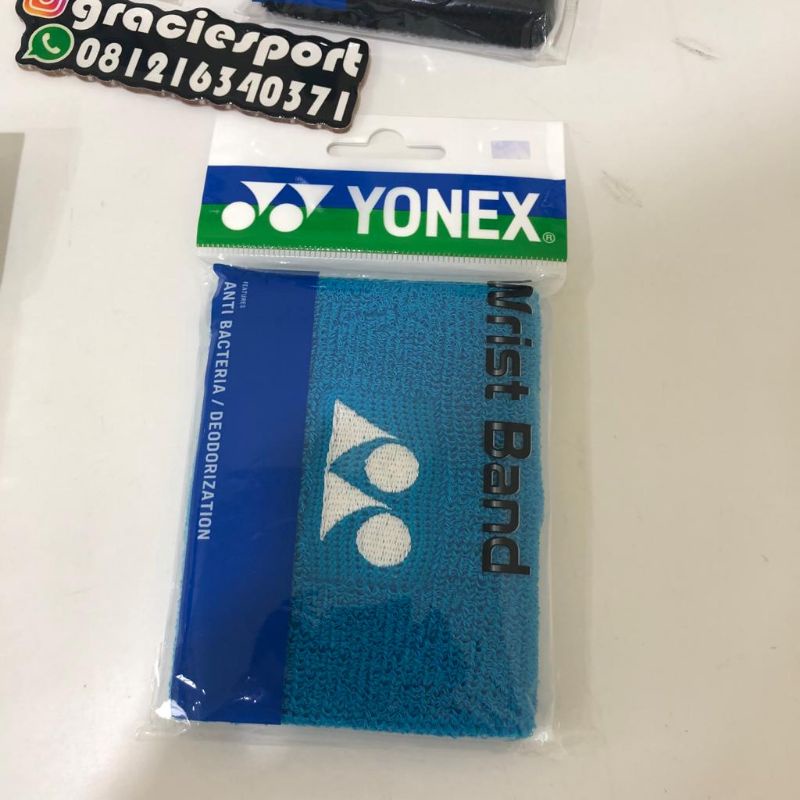 graciesport
081216340371
YONEX®
FEATURES
ANTI BACTERIA / DEODORIZATION
Wrist Band